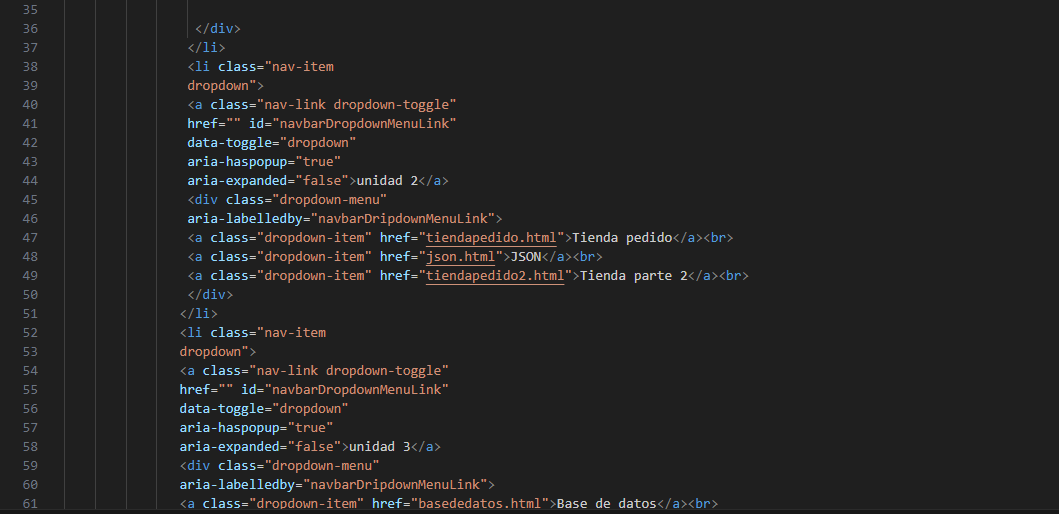 35
36 </div>
37 </li>
38 <li class="nav-item
39 dropdown">
40 <a class="nav-link dropdown-toggle"
41 href="" id="navbarDropdownMenuLink"
42 data-toggle="dropdown"
43 aria-haspopup="true"
44 aria-expanded="false">unidad 2</a>
45 <div class="dropdown-menu"
46 aria-labelledby="navbarDripdownMenuLink">
47 <a class="dropdown-item" href="tiendapedido.html">Tienda pedido</a><br>
48 <a class="dropdown-item" href="json.html">JSON</a><br>
49 <a class="dropdown-item" href="tiendapedido2.html">Tienda parte 2</a><br>
50 </div>
51 </li>
52 <li class="nav-item
53 dropdown">
54 <a class="nav-link dropdown-toggle"
55 href="" id="navbarDropdownMenuLink"
56 data-toggle="dropdown"
57 aria-haspopup="true"
58 aria-expanded="false">unidad 3</a>
59 <div class="dropdown-menu"
60 aria-labelledby="navbarDripdownMenuLink">
61 <a class="dropdown-item" href="basededatos.html">Base de datos</a><br>